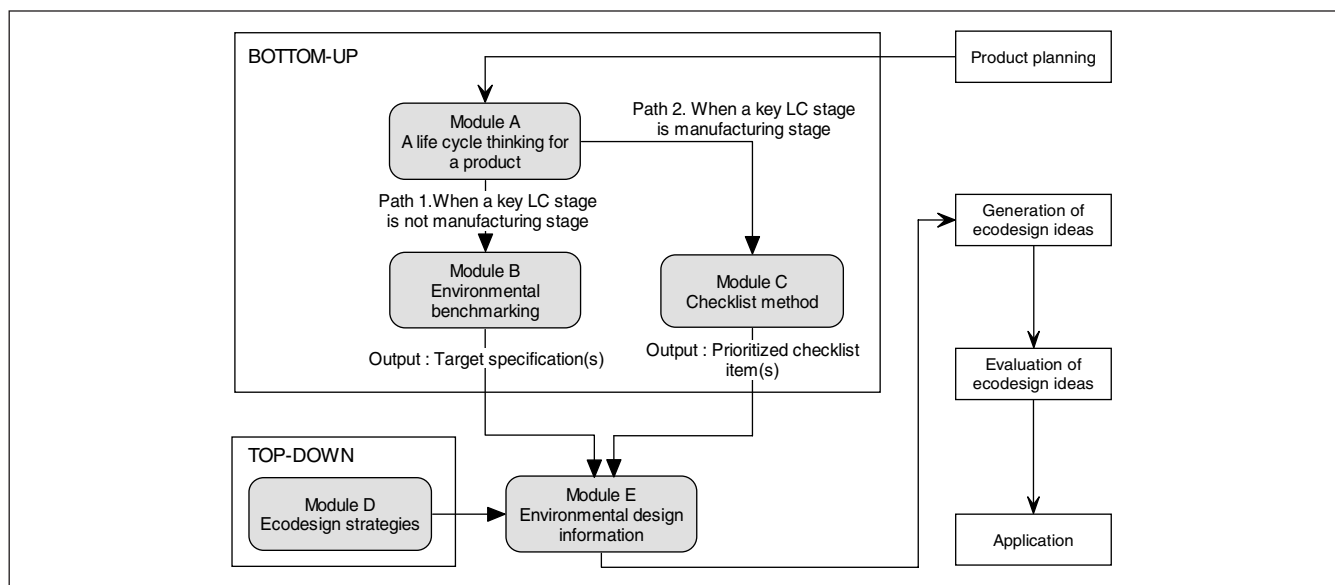 BOTTOM-UP
Product planning
Module A
A life cycle thinking for
a product
Path 2. When a key LC stage
is manufacturing stage
Path 1.When a key LC stage
is not manufacturing stage
Module B
Environmental
benchmarking
Module C
Checklist method
Output : Target specification(s)
Output : Prioritized checklist
item(s)
TOP-DOWN
Module D
Ecodesign strategies
Module E
Environmental design
information
Generation of
ecodesign ideas
Evaluation of
ecodesign ideas
Application